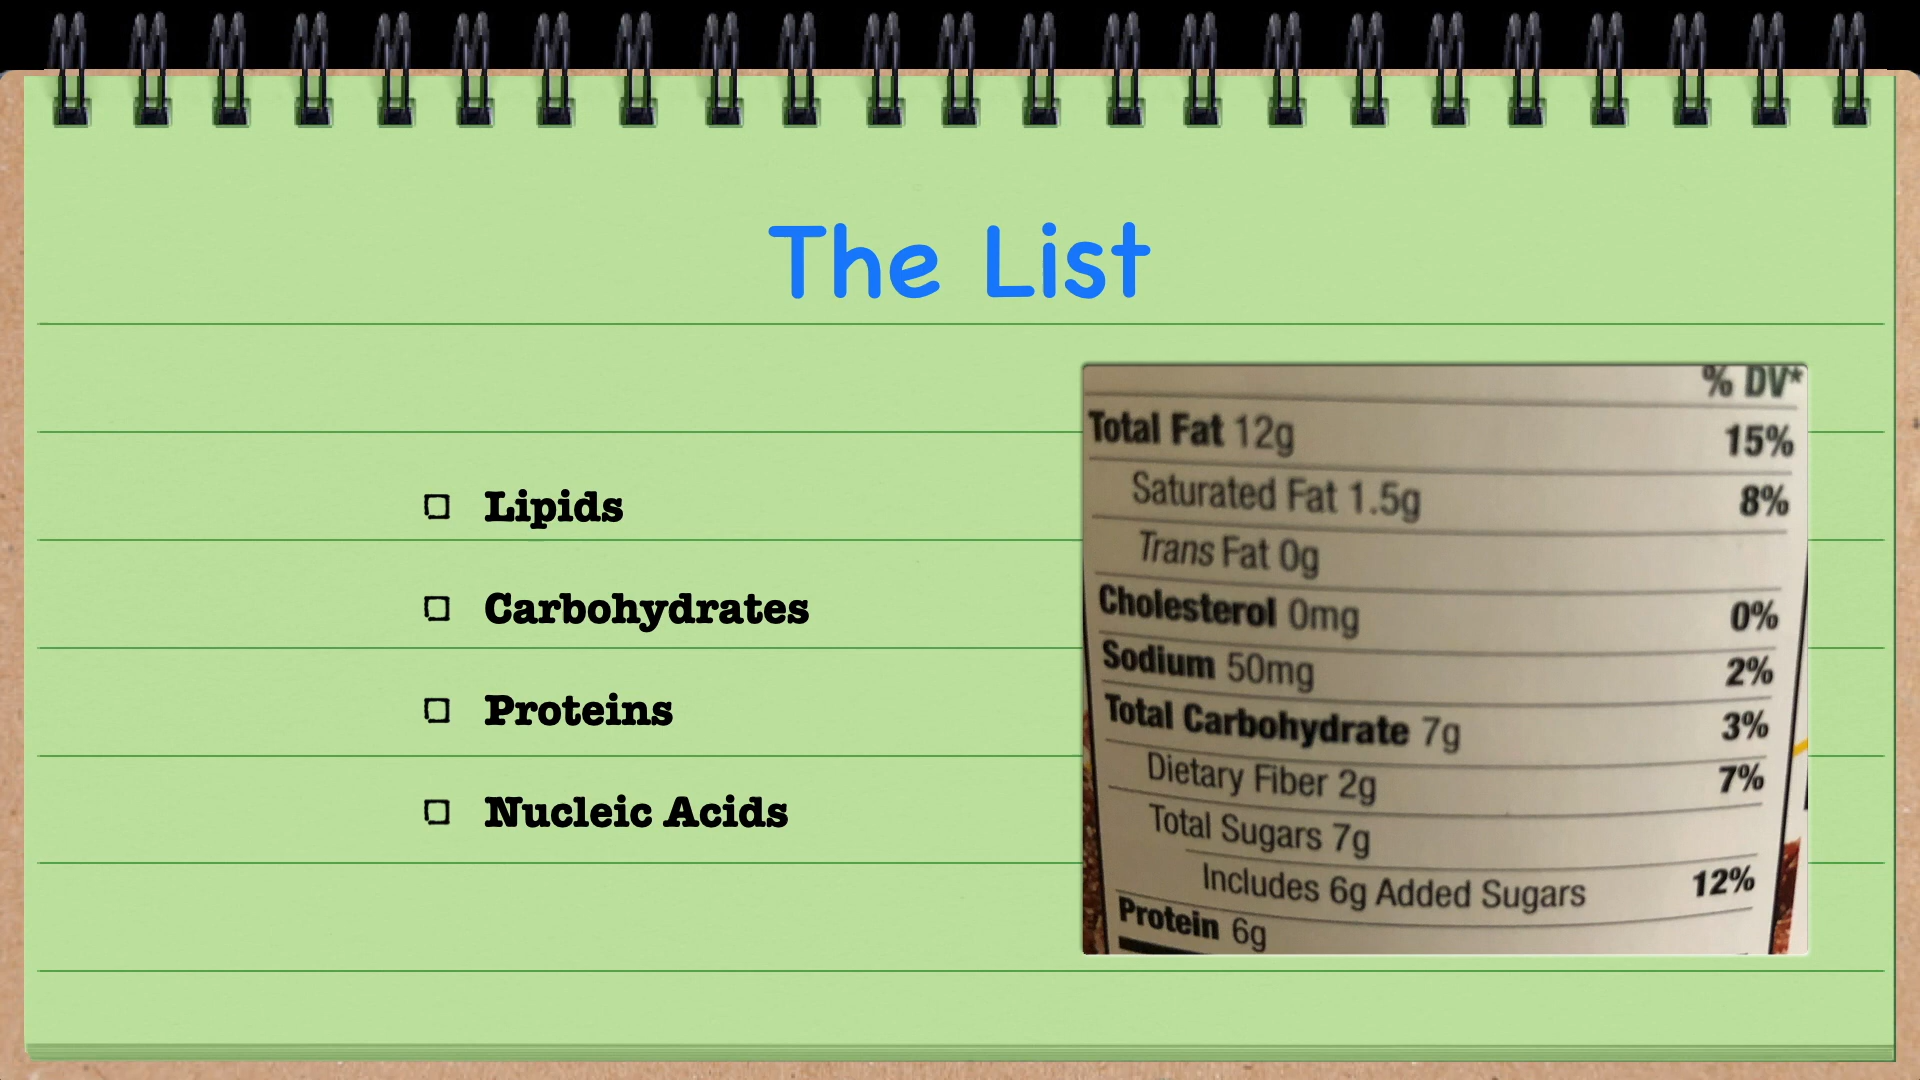 The List
☐ Lipids
☐ Carbohydrates
☐ Proteins
☐ Nucleic Acids
% DV*
Total Fat 12g 15%
Saturated Fat 1.5g 8%
Trans Fat 0g
Cholesterol 0mg 0%
Sodium 50mg 2%
Total Carbohydrate 7g 3%
Dietary Fiber 2g 7%
Total Sugars 7g
Includes 6g Added Sugars 12%
Protein 6g